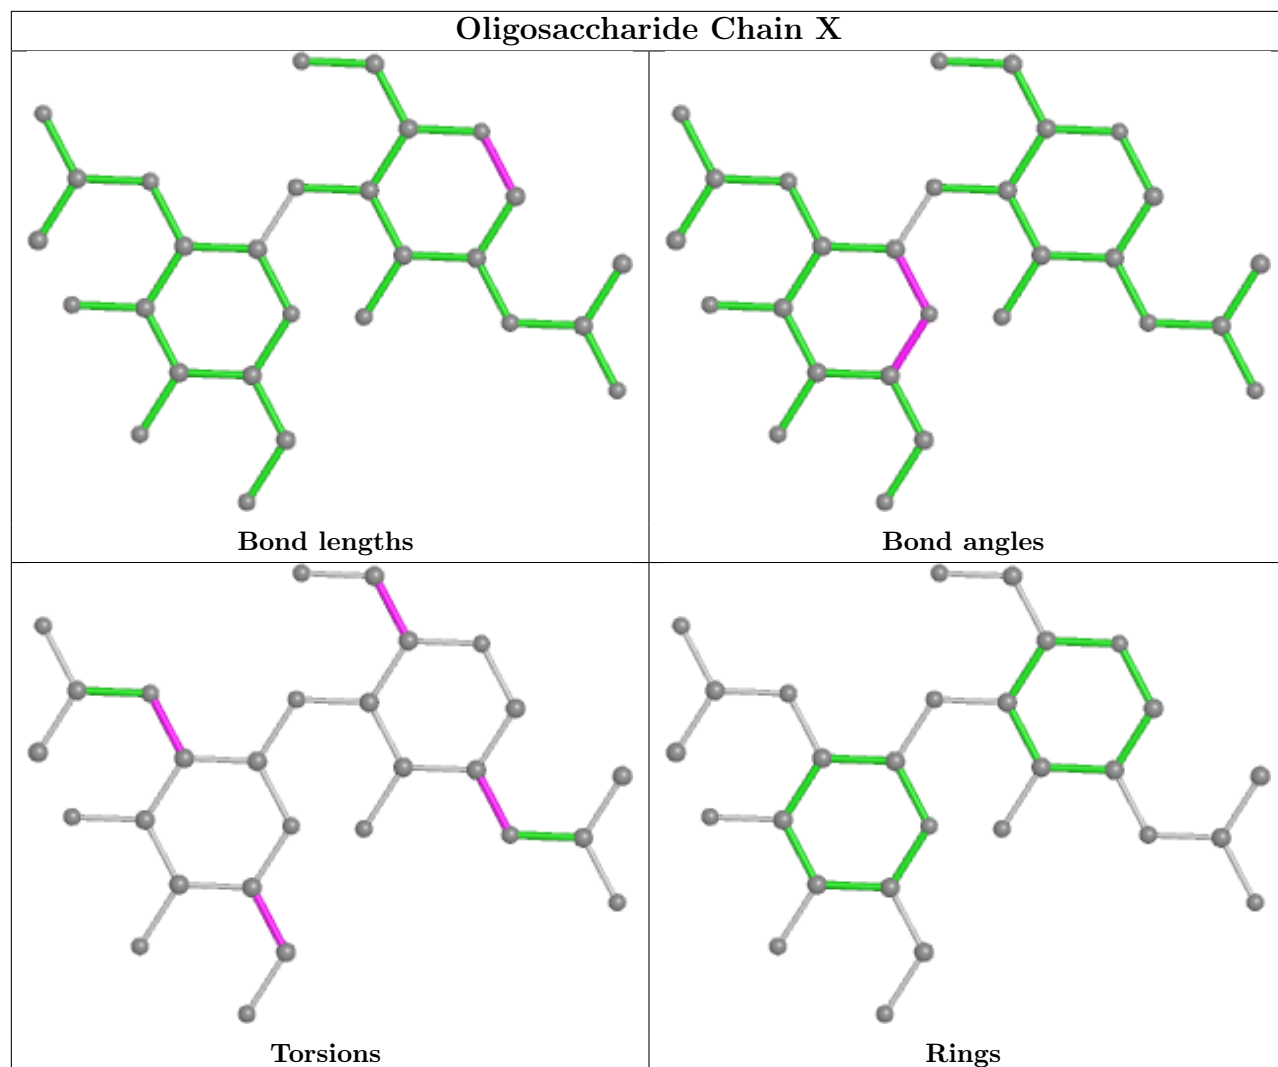 Oligosaccharide Chain X
Bond lengths
Bond angles
Torsions
Rings